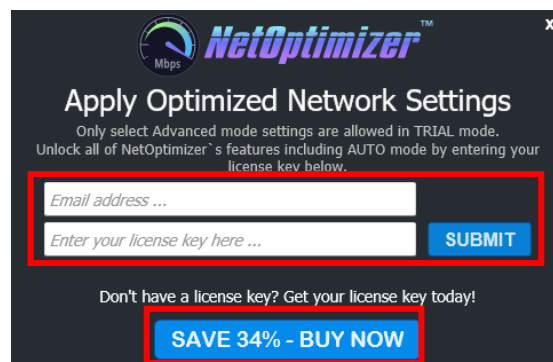 NetOptimizer™
x
Mbps
Apply Optimized Network Settings
Only select Advanced mode settings are allowed in TRIAL mode.
Unlock all of NetOptimizer`s features including AUTO mode by entering your
license key below.
Email address ...
Enter your license key here ...
SUBMIT
Don't have a license key? Get your license key today!
SAVE 34% - BUY NOW